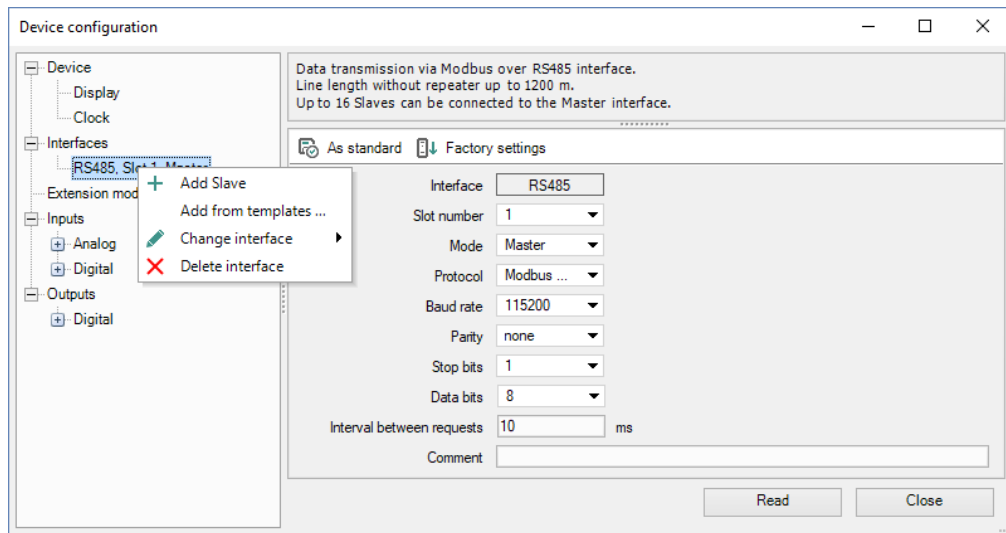 Device configuration
Device
Display
Clock
Interfaces
RS485, Slot 1, Master
Extension mod
Inputs
Analog
Digital
Outputs
Digital
Add Slave
Add from templates ...
Change interface
Delete interface
Data transmission via Modbus over RS485 interface.
Line length without repeater up to 1200 m.
Up to 16 Slaves can be connected to the Master interface.
As standard Factory settings
Interface RS485
Slot number 1
Mode Master
Protocol Modbus ...
Baud rate 115200
Parity none
Stop bits 1
Data bits 8
Interval between requests 10 ms
Comment
Read Close